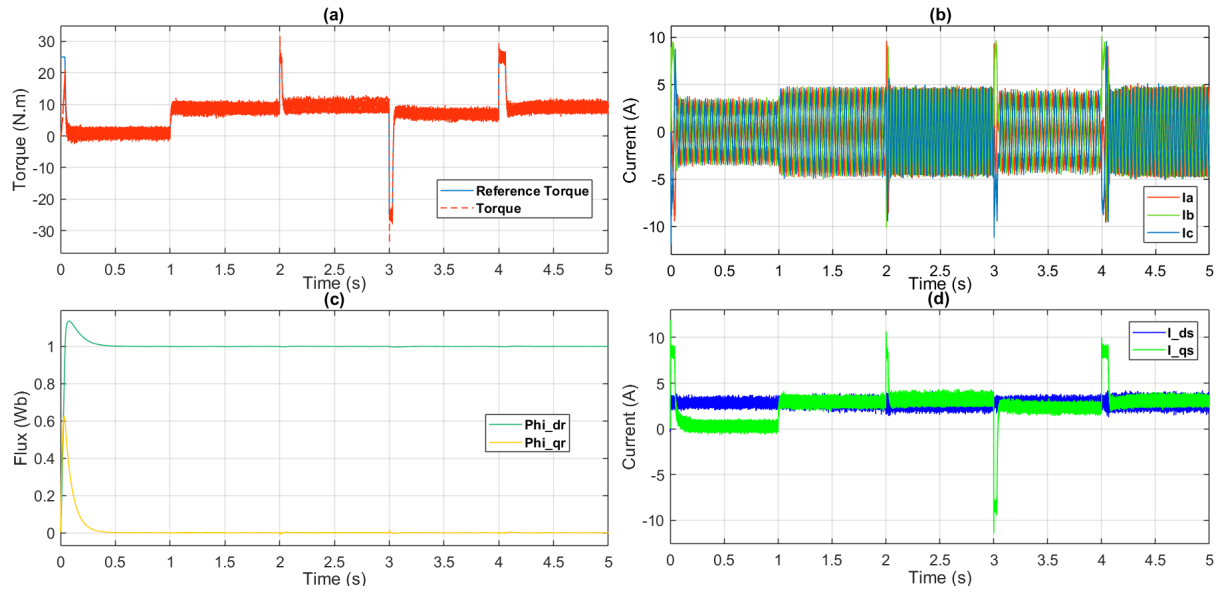 (a)
Torque (N.m)
30
20
10
0
-10
-20
-30
Reference Torque
Torque
0 0.5 1 1.5 2 2.5 3 3.5 4 4.5 5
Time (s)
(b)
Current (A)
10
5
0
-5
-10
Ia
Ib
Ic
0 0.5 1 1.5 2 2.5 3 3.5 4 4.5 5
Time (s)
(c)
Flux (Wb)
1
0.8
0.6
0.4
0.2
0
Phi_dr
Phi_qr
0 0.5 1 1.5 2 2.5 3 3.5 4 4.5 5
Time (s)
(d)
Current (A)
10
5
0
-5
-10
I_ds
I_qs
0 0.5 1 1.5 2 2.5 3 3.5 4 4.5 5
Time (s)